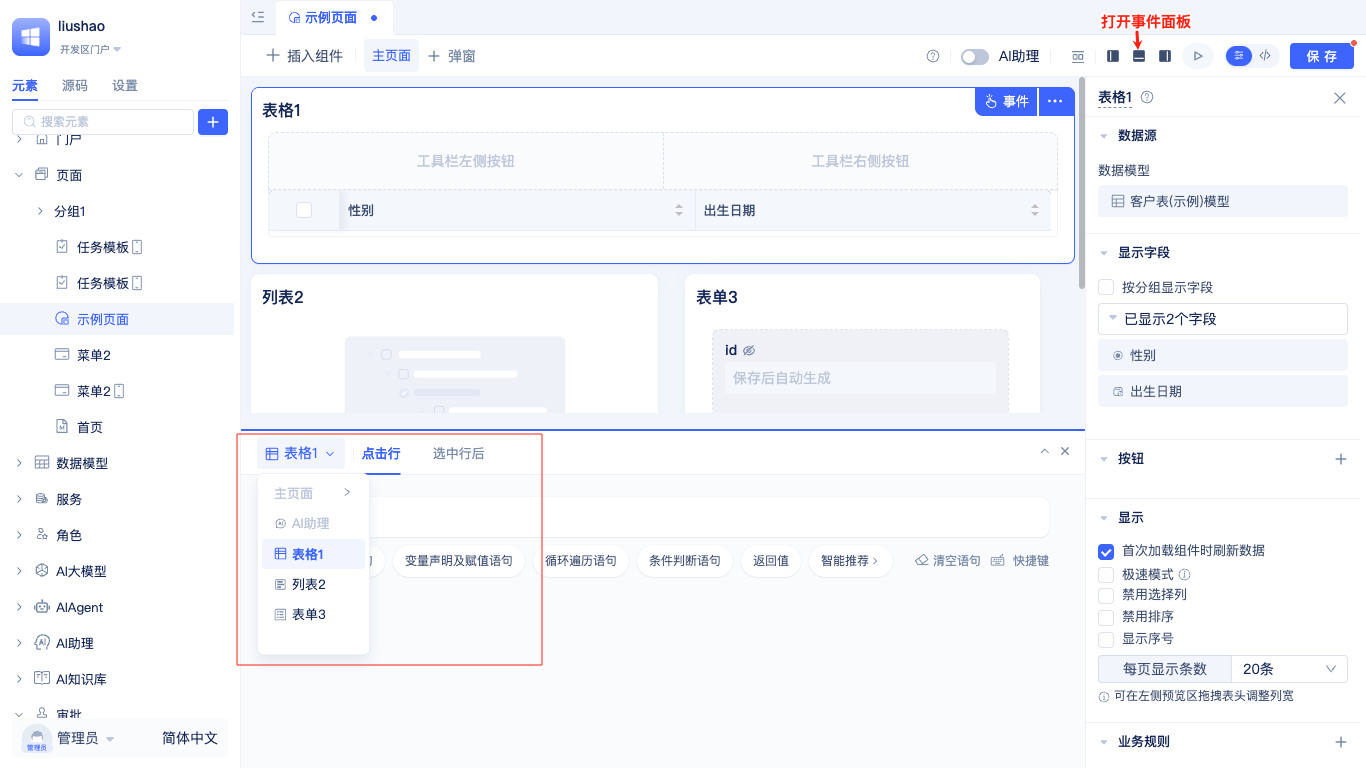 liushao
开发区门户
元素
源码
设置
搜索元素
门户
页面
分组1
任务模板
任务模板
示例页面
菜单2
菜单2
首页
数据模型
服务
角色
AI大模型
AIAgent
AI助理
AI知识库
审批
管理员
管理员
简体中文
示例页面
打开事件面板
插入组件
主页面
弹窗
AI助理
保存
表格1
事件
工具栏左侧按钮
工具栏右侧按钮
性别
出生日期
列表2
表单3
id
保存后自动生成
表格1
点击行
选中行后
主页面
AI助理
表格1
列表2
表单3
变量声明及赋值语句
循环遍历语句
条件判断语句
返回值
智能推荐
清空语句
快捷键
表格1
数据源
数据模型
客户表(示例)模型
显示字段
按分组显示字段
已显示2个字段
性别
出生日期
按钮
显示
首次加载组件时刷新数据
极速模式
禁用选择列
禁用排序
显示序号
每页显示条数
20条
可在左侧预览区拖拽表头调整列宽
业务规则